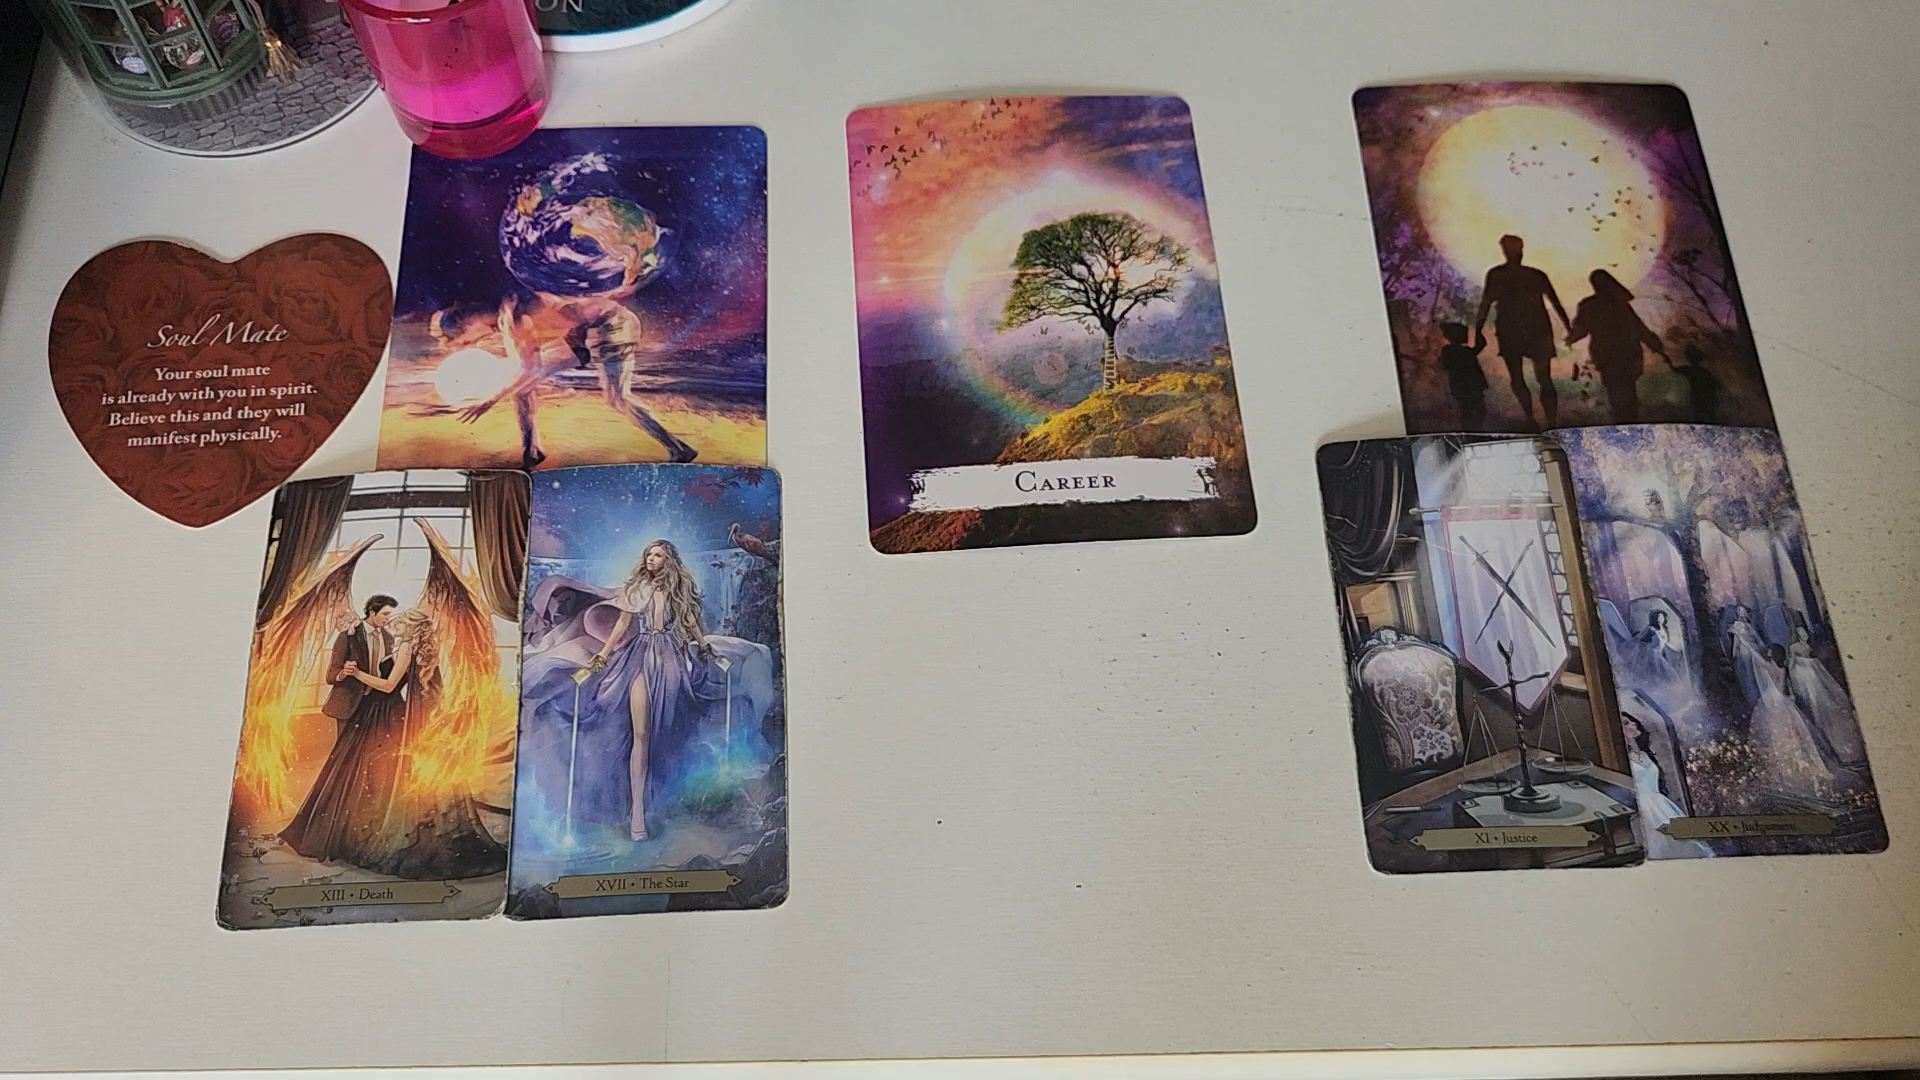 ON
Soul Mate
Your soul mate
is already with you in spirit.
Believe this and they will
manifest physically.
CAREER
XIII • Death
XVII • The Star
XI • Justice
XX • Judgement